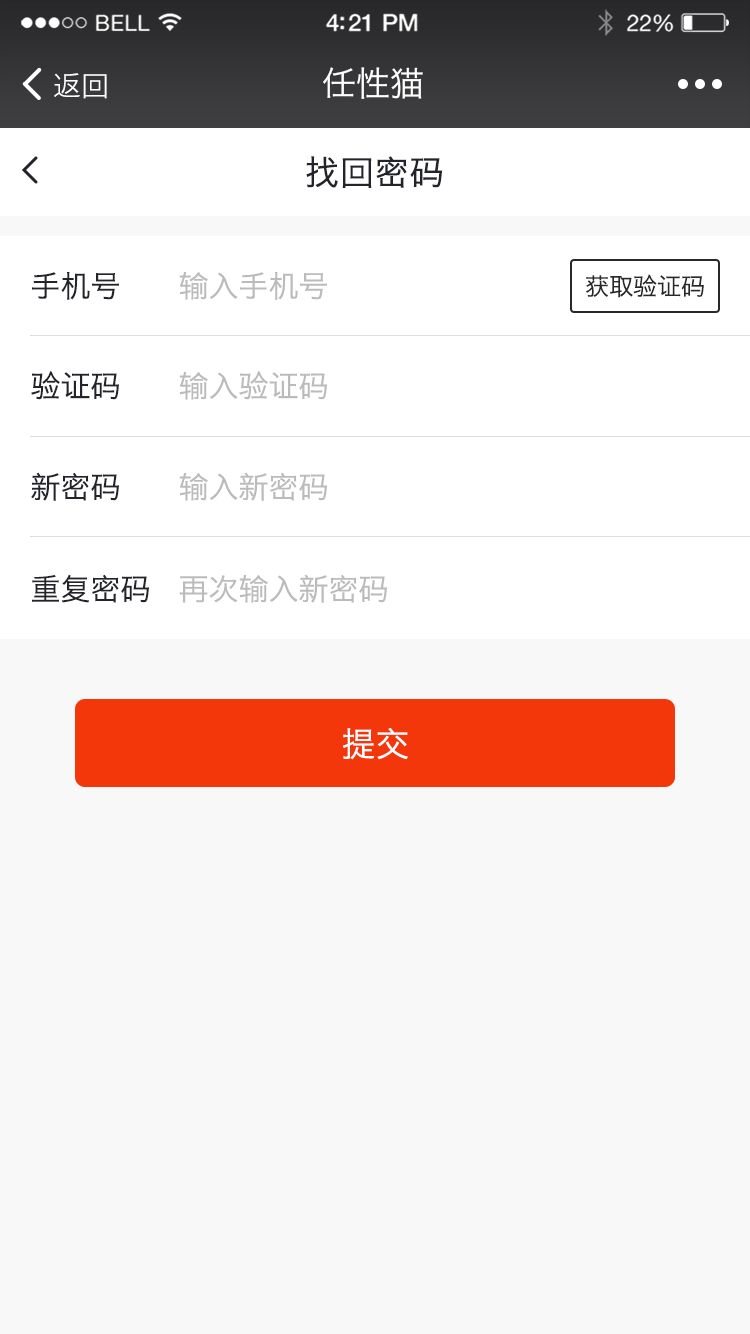 BELL 4:21 PM 22%
返回 任性猫
找回密码
手机号 输入手机号 获取验证码
验证码 输入验证码
新密码 输入新密码
重复密码 再次输入新密码
提交